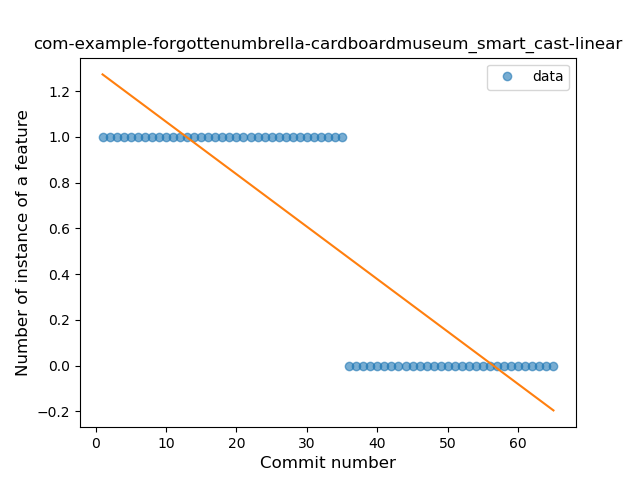 com-example-forgottenumbrella-cardboardmuseum_smart_cast-linear
data
Number of instance of a feature
1.2
1.0
0.8
0.6
0.4
0.2
0.0
−0.2
0 10 20 30 40 50 60
Commit number